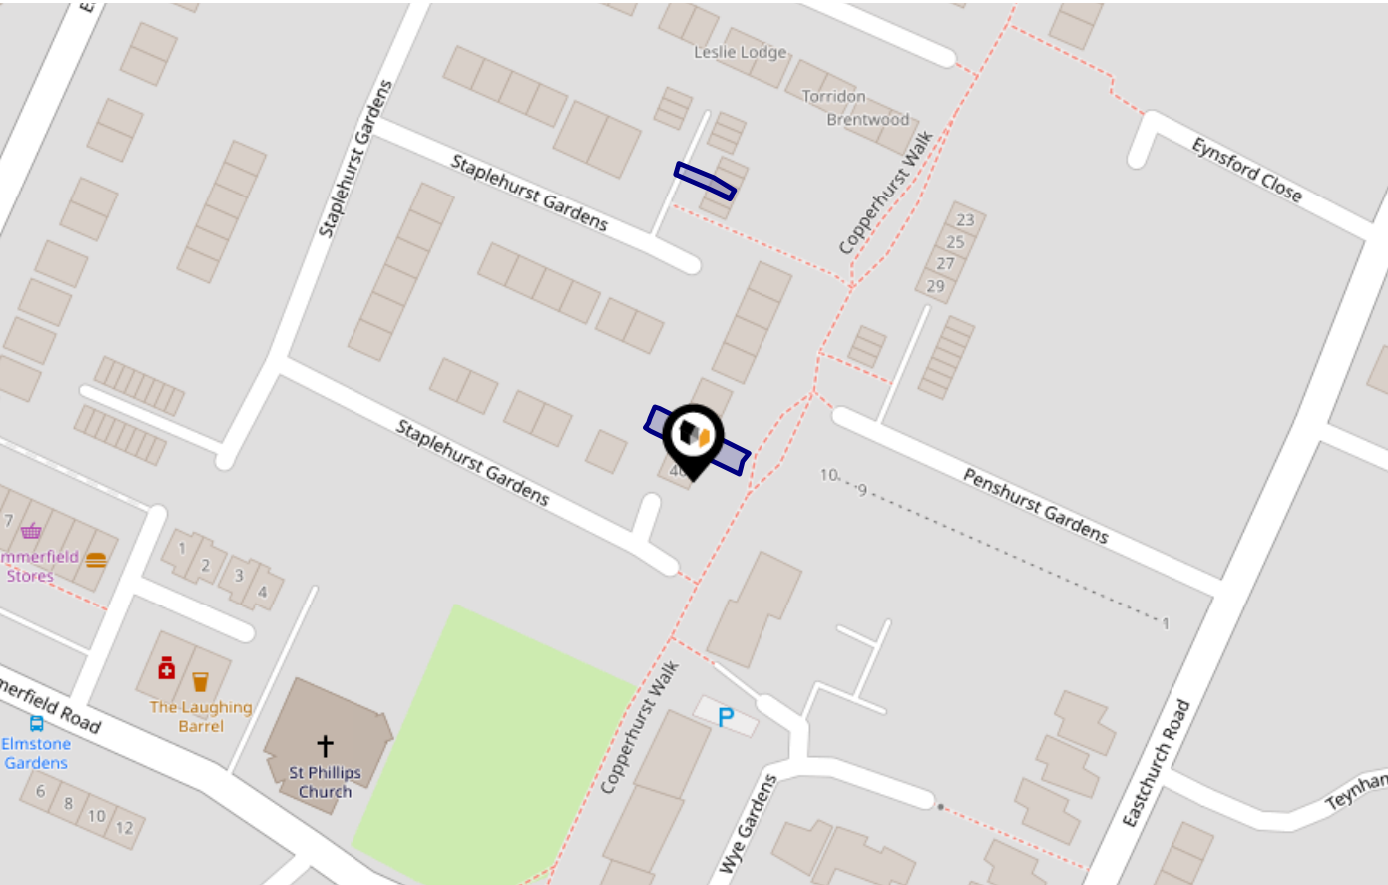 Leslie Lodge
Torridon
Brentwood
Eynsford Close
Copperhurst Walk
Staplehurst Gardens
Staplehurst Gardens
23
25
27
29
Staplehurst Gardens
40
10
9
Penshurst Gardens
1
7
Stores
1
2
3
4
The Laughing
Barrel
Road
Elmstone
Gardens
6
8
10
12
St Phillips
Church
Copperhurst Walk
P
Wye Gardens
Eastchurch Road